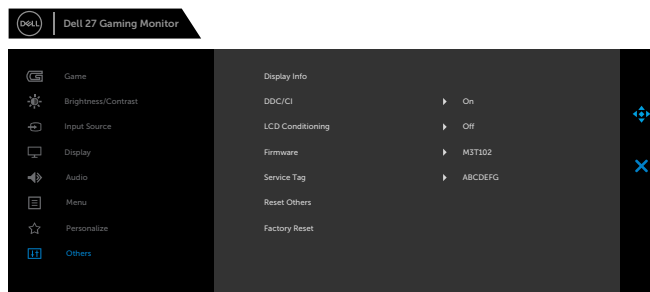 DELL
Dell 27 Gaming Monitor
Game
Display Info
Brightness/Contrast
DDC/CI
On
Input Source
LCD Conditioning
Off
Display
Firmware
M3T102
Audio
Service Tag
ABCDEFG
Menu
Reset Others
Personalize
Factory Reset
Others